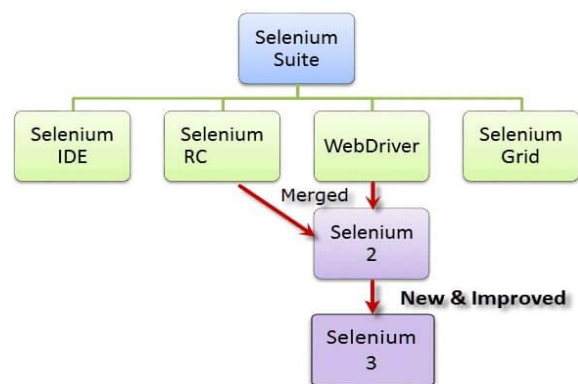 Selenium
Suite
Selenium
IDE
Selenium
RC
WebDriver
Selenium
Grid
Merged
Selenium
2
New & Improved
Selenium
3